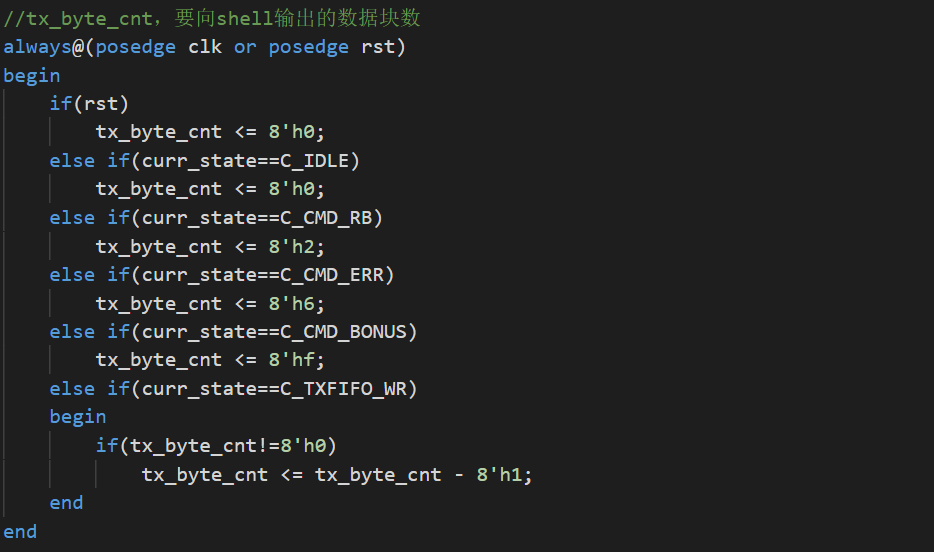 //tx_byte_cnt，要向shell输出的数据块数
always@(posedge clk or posedge rst)
begin
    if(rst)
        tx_byte_cnt <= 8'h0;
    else if(curr_state==C_IDLE)
        tx_byte_cnt <= 8'h0;
    else if(curr_state==C_CMD_RB)
        tx_byte_cnt <= 8'h2;
    else if(curr_state==C_CMD_ERR)
        tx_byte_cnt <= 8'h6;
    else if(curr_state==C_CMD_BONUS)
        tx_byte_cnt <= 8'hf;
    else if(curr_state==C_TXFIFO_WR)
    begin
        if(tx_byte_cnt!=8'h0)
            tx_byte_cnt <= tx_byte_cnt - 8'h1;
    end
end